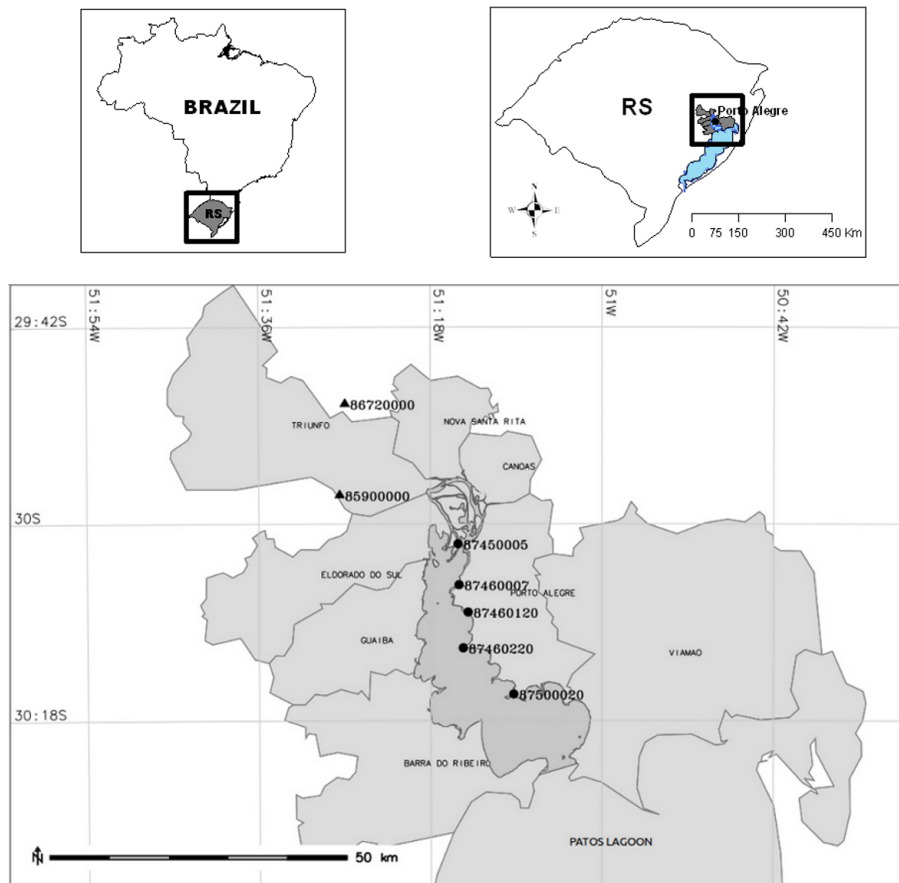 BRAZIL
RS
RS
Porto Alegre
N
W E
S
0 75 150 300 450 Km
51:54W
51:36W
51:18W
51W
50:42W
29:42S
86720000
TRIUNFO
NOVA SANTA RITA
CANOAS
85900000
30S
87450005
ELDORADO DO SUL
87460007
PORTO ALEGRE
87460120
GUAIBA
87460220
VIAMAO
87500020
30:18S
BARRA DO RIBEIRO
PATOS LAGOON
N
50 km